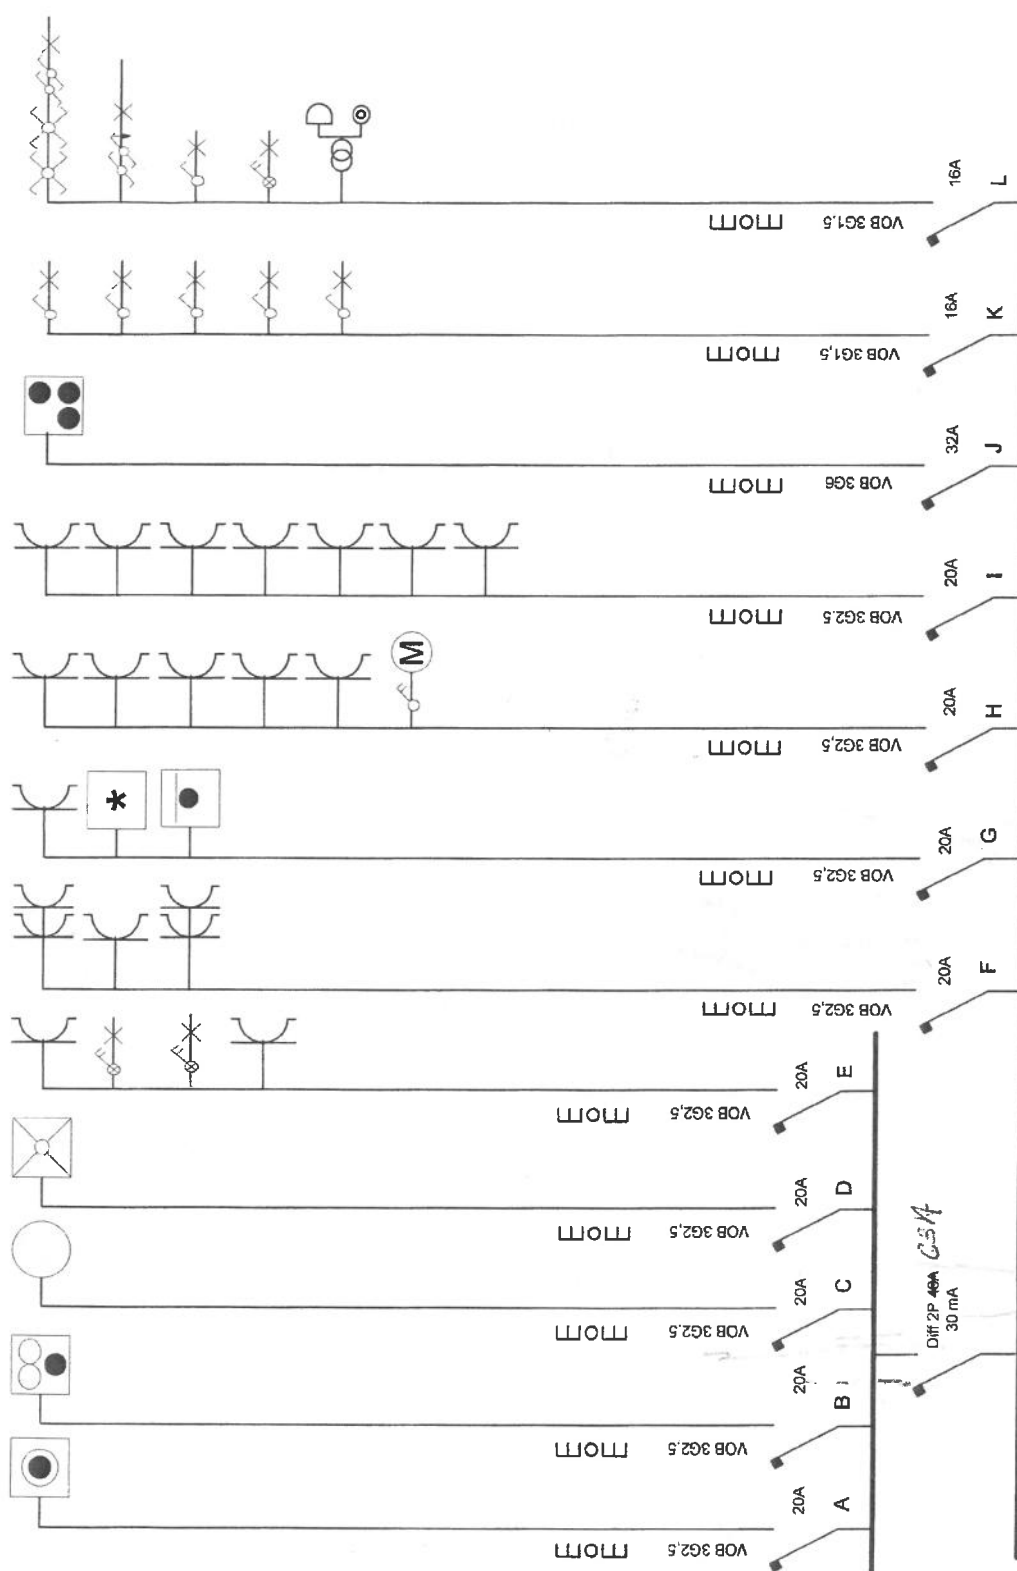 16A
L
VOB 3G1.5
16A
K
VOB 3G1,5
32A
J
VOB 3G6
20A
I
VOB 3G2.5
M
20A
H
VOB 3G2,5
*
20A
G
VOB 3G2,5
20A
F
VOB 3G2,5
20A
E
VOB 3G2,5
20A
D
VOB 3G2,5
20A
C
VOB 3G2.5
Diff 2P 40A
30 mA
20A
B
VOB 3G2.5
20A
A
VOB 3G2,5